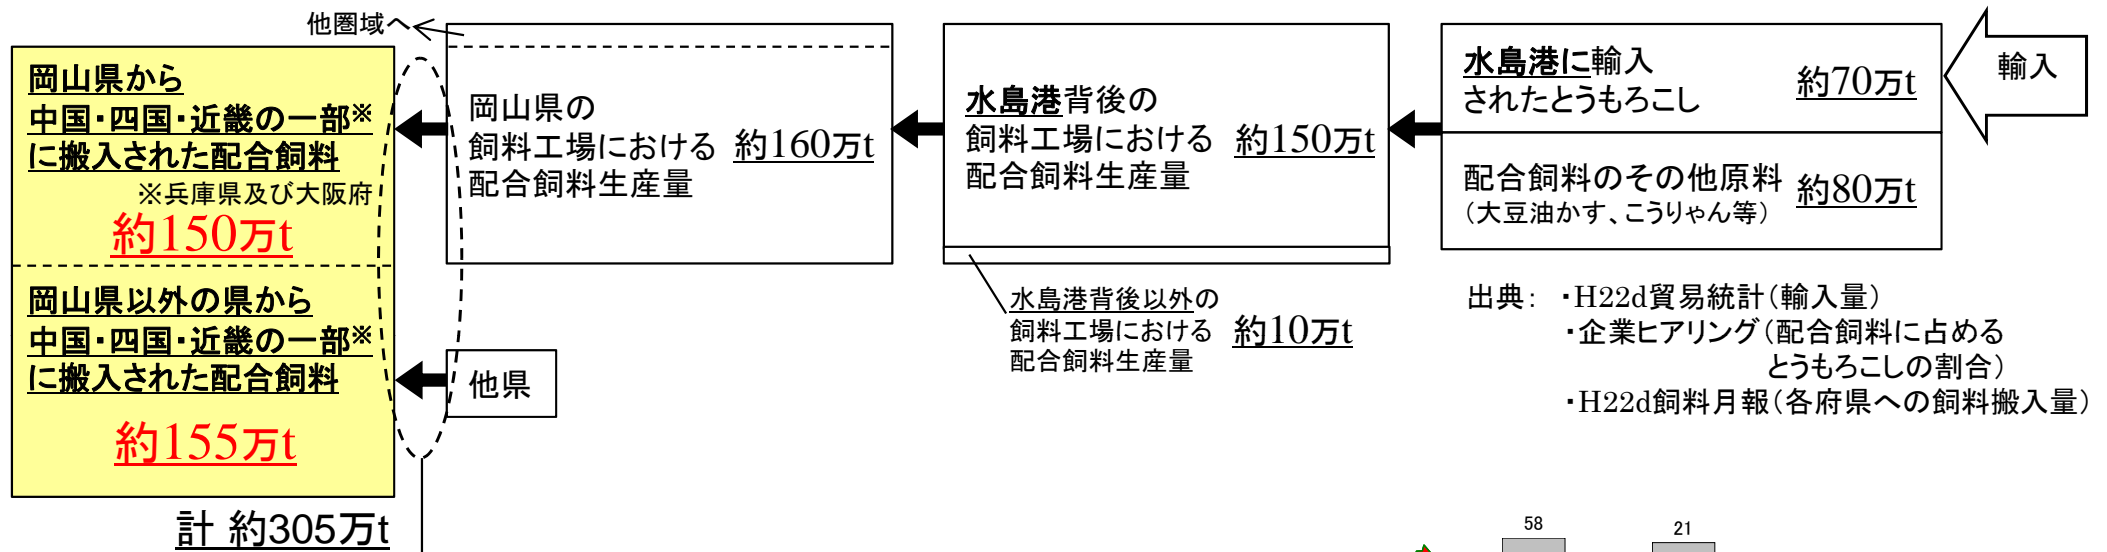 他圏域へ
岡山県から
中国・四国・近畿の一部※
に搬入された配合飼料
※兵庫県及び大阪府
約150万t
岡山県以外の県から
中国・四国・近畿の一部※
に搬入された配合飼料
約155万t
計 約305万t
岡山県の
飼料工場における 約160万t
配合飼料生産量
他県
水島港背後の
飼料工場における 約150万t
配合飼料生産量
水島港背後以外の
飼料工場における 約10万t
配合飼料生産量
水島港に輸入
されたとうもろこし 約70万t
配合飼料のその他原料 約80万t
（大豆油かす、こうりゃん等）
輸入
出典： ・H22d貿易統計（輸入量）
・企業ヒアリング（配合飼料に占める
とうもろこしの割合）
・H22d飼料月報（各府県への飼料搬入量）
58
21